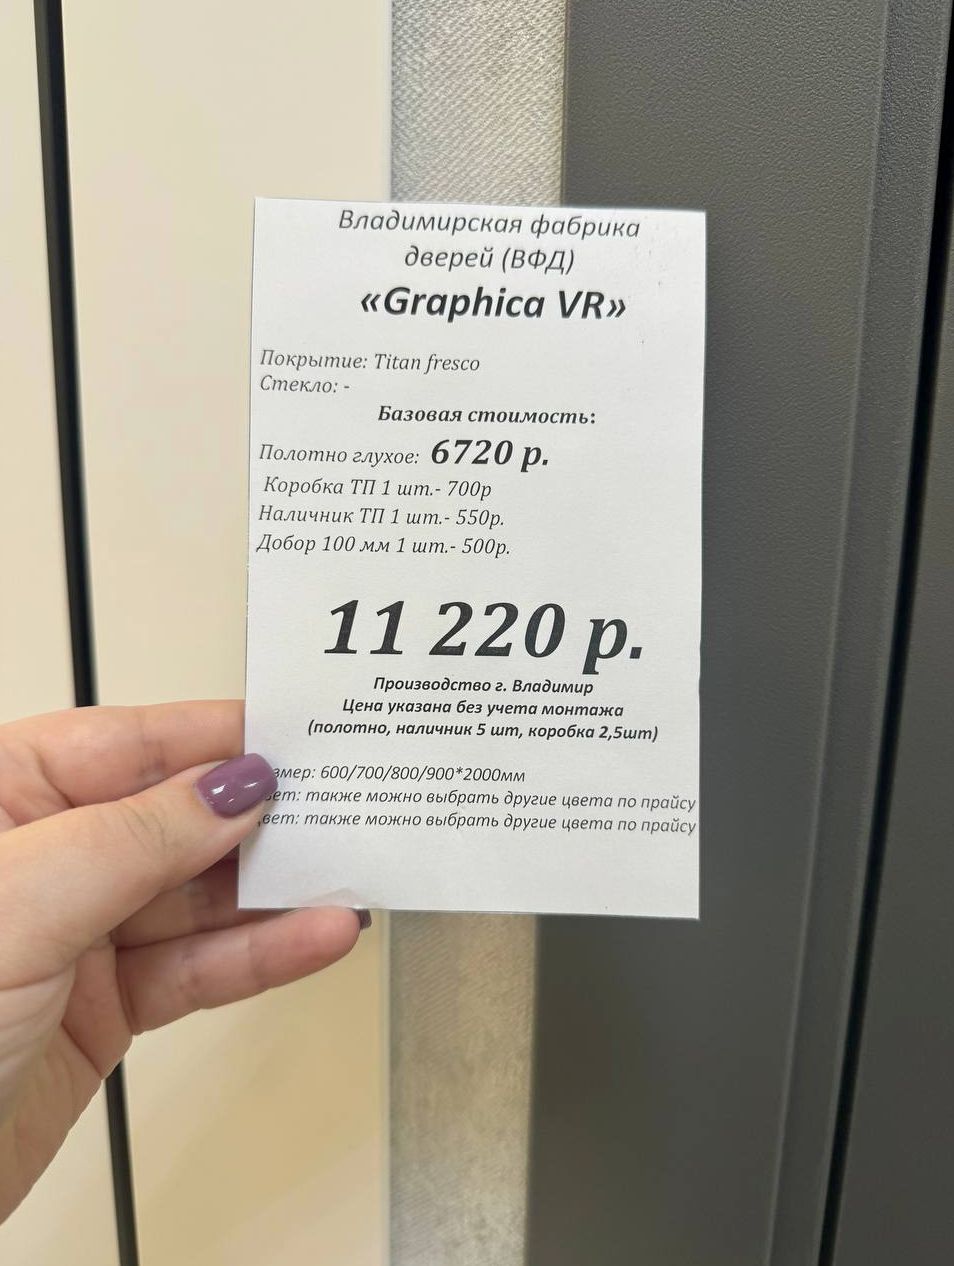 Владимирская фабрика
дверей (ВФД)
«Graphica VR»
Покрытие: Titan fresco
Стекло: -
Базовая стоимость:
Полотно глухое: 6720 р.
Коробка ТП 1 шт.- 700р
Наличник ТП 1 шт.- 550р.
Добор 100 мм 1 шт.- 500р.
11 220 р.
Производство г. Владимир
Цена указана без учета монтажа
(полотно, наличник 5 шт, коробка 2,5шт)
змер: 600/700/800/900*2000мм
вет: также можно выбрать другие цвета по прайсу
вет: также можно выбрать другие цвета по прайсу